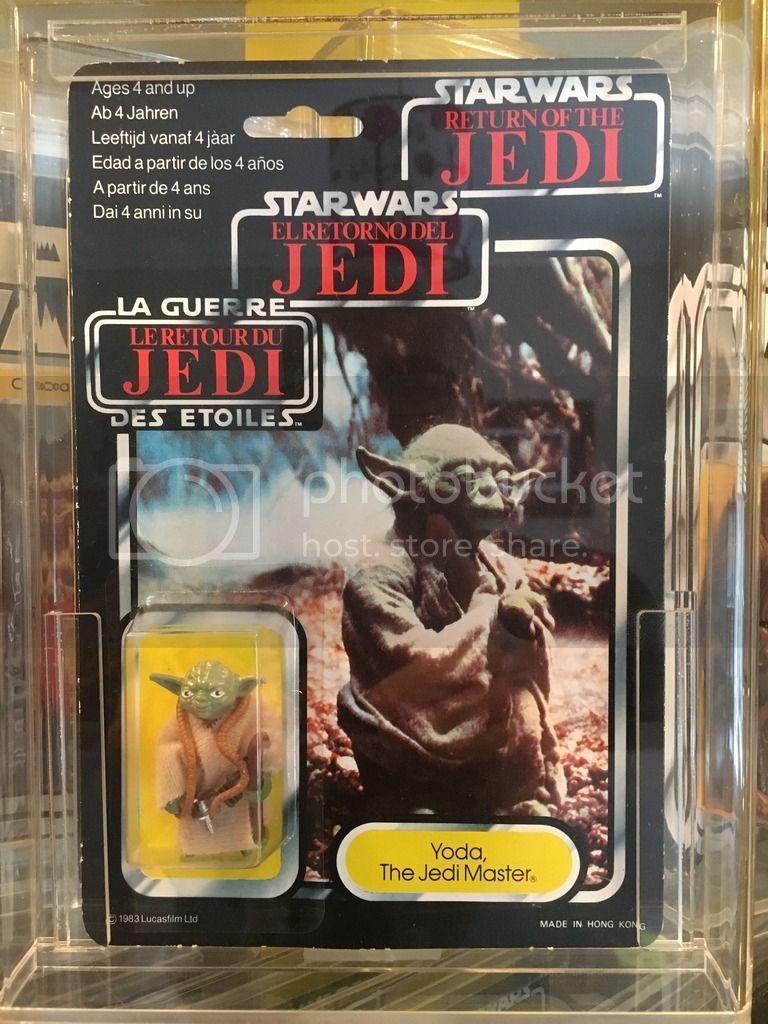 Ages 4 and up
Ab 4 Jahren
Leeftijd vanaf 4 jàar
Edad a partir de los 4 años
A partir de 4 ans
Dai 4 anni in su
STAR WARS
RETURN OF THE
JEDI
TM
STAR WARS
EL RETORNO DEL
JEDI
TM
LA GUERRE
LE RETOUR DU
JEDI
DES ETOILES
TM
photobucket
host. store. share.
Yoda,
The Jedi Master®
© 1983 Lucasfilm Ltd
MADE IN HONG KONG